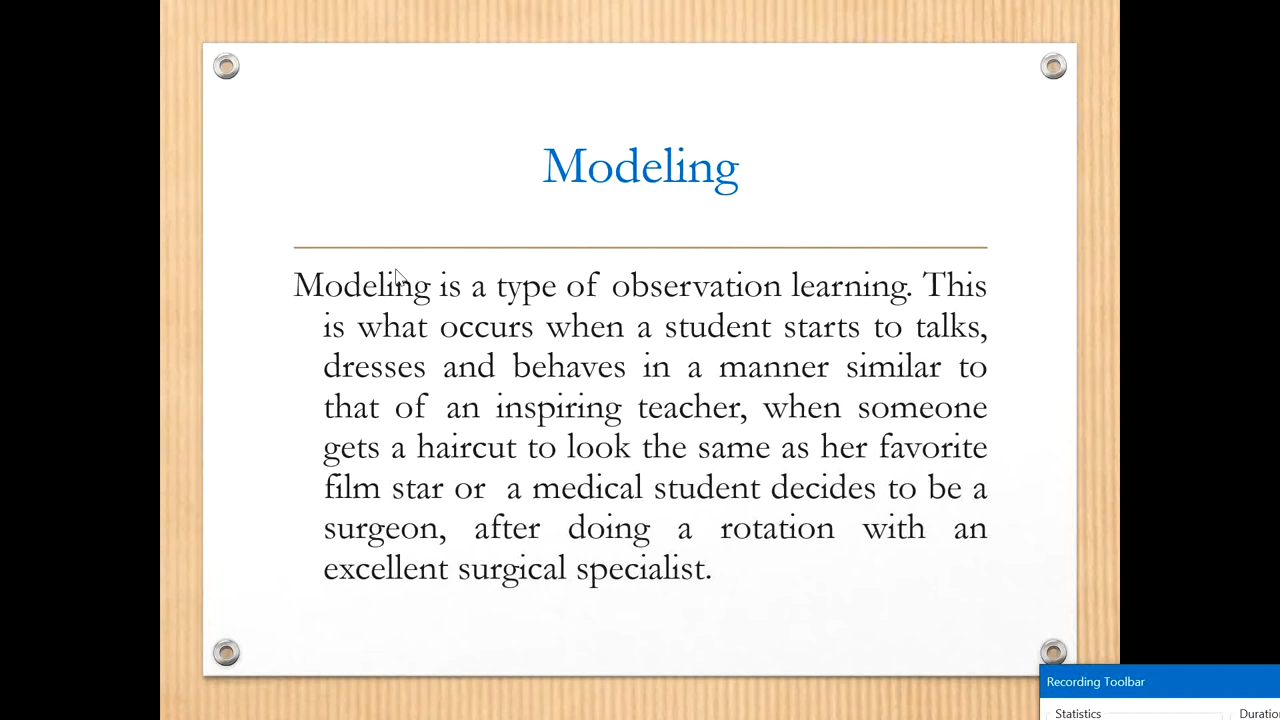 Modeling
Modeling is a type of observation learning. This
is what occurs when a student starts to talks,
dresses and behaves in a manner similar to
that of an inspiring teacher, when someone
gets a haircut to look the same as her favorite
film star or a medical student decides to be a
surgeon, after doing a rotation with an
excellent surgical specialist.
Recording Toolbar
Statistics
Duratio